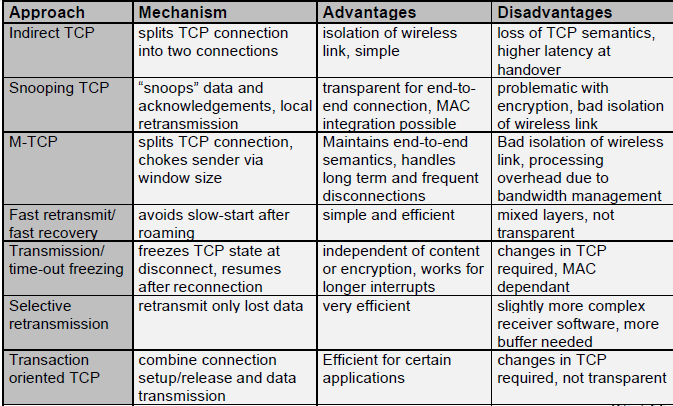 Approach Mechanism Advantages Disadvantages
Indirect TCP splits TCP connection isolation of wireless loss of TCP semantics,
into two connections link, simple higher latency at
handover
Snooping TCP “snoops” data and transparent for end-to- problematic with
acknowledgements, local end connection, MAC encryption, bad isolation
retransmission integration possible of wireless link
M-TCP splits TCP connection, Maintains end-to-end Bad isolation of wireless
chokes sender via semantics, handles link, processing
window size long term and frequent overhead due to
disconnections bandwidth management
Fast retransmit/ avoids slow-start after simple and efficient mixed layers, not
fast recovery roaming transparent
Transmission/ freezes TCP state at independent of content changes in TCP
time-out freezing disconnect, resumes or encryption, works for required, MAC
after reconnection longer interrupts dependant
Selective retransmit only lost data very efficient slightly more complex
retransmission receiver software, more
buffer needed
Transaction combine connection Efficient for certain changes in TCP
oriented TCP setup/release and data applications required, not transparent
transmission